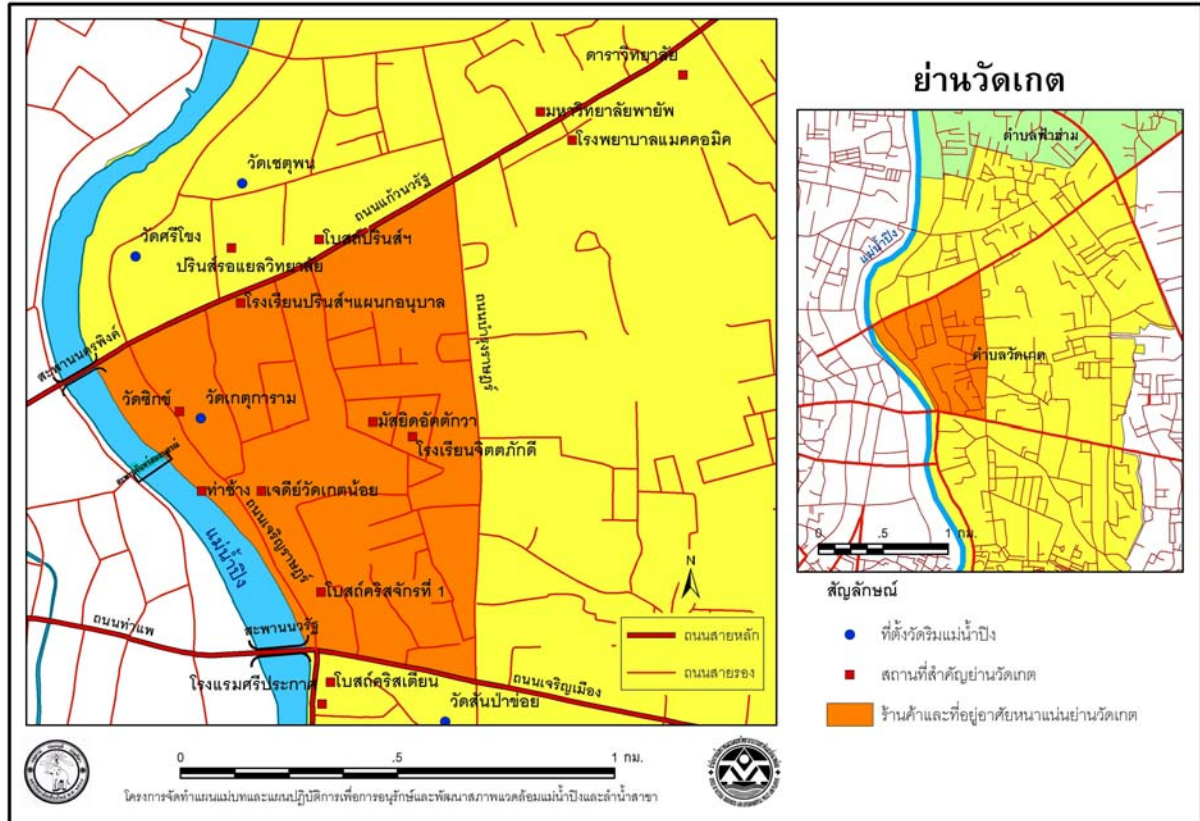 ย่านวัดเกต
ดาราวิทยาลัย
มหาวิทยาลัยพายัพ
โรงพยาบาลแมคคอมิค
วัดเชตุพน
ถนนแก้วนวรัฐ
วัดศรีโขง
โบสถ์ปรินส์ฯ
ปรินส์รอแยลวิทยาลัย
โรงเรียนปรินส์ฯแผนกอนุบาล
ถนนบำรุงราษฎร์
สะพานนครพิงค์
วัดซิกข์
วัดเกตุการาม
มัสยิดอัตตักวา
โรงเรียนจิตตภักดี
ท่าช้าง
เจดีย์วัดเกตน้อย
แม่น้ำปิง
ถนนเจริญราษฎร์
โบสถ์คริสจักรที่ 1
N
ถนนท่าแพ
สะพานนวรัฐ
ถนนสายหลัก
ถนนสายรอง
โรงแรมศรีประกาศ
โบสถ์คริสเตียน
วัดสันป่าข่อย
ถนนเจริญเมือง
ตำบลฟ้าฮ่าม
แม่น้ำปิง
ตำบลวัดเกต
0 .5 1 กม.
สัญลักษณ์
ที่ตั้งวัดริมแม่น้ำปิง
สถานที่สำคัญย่านวัดเกต
ร้านค้าและที่อยู่อาศัยหนาแน่นย่านวัดเกต
0 .5 1 กม.
โครงการจัดทำแผนแม่บทและแผนปฏิบัติการเพื่อการอนุรักษ์และพัฒนาสภาพแวดล้อมแม่น้ำปิงและลำน้ำสาขา